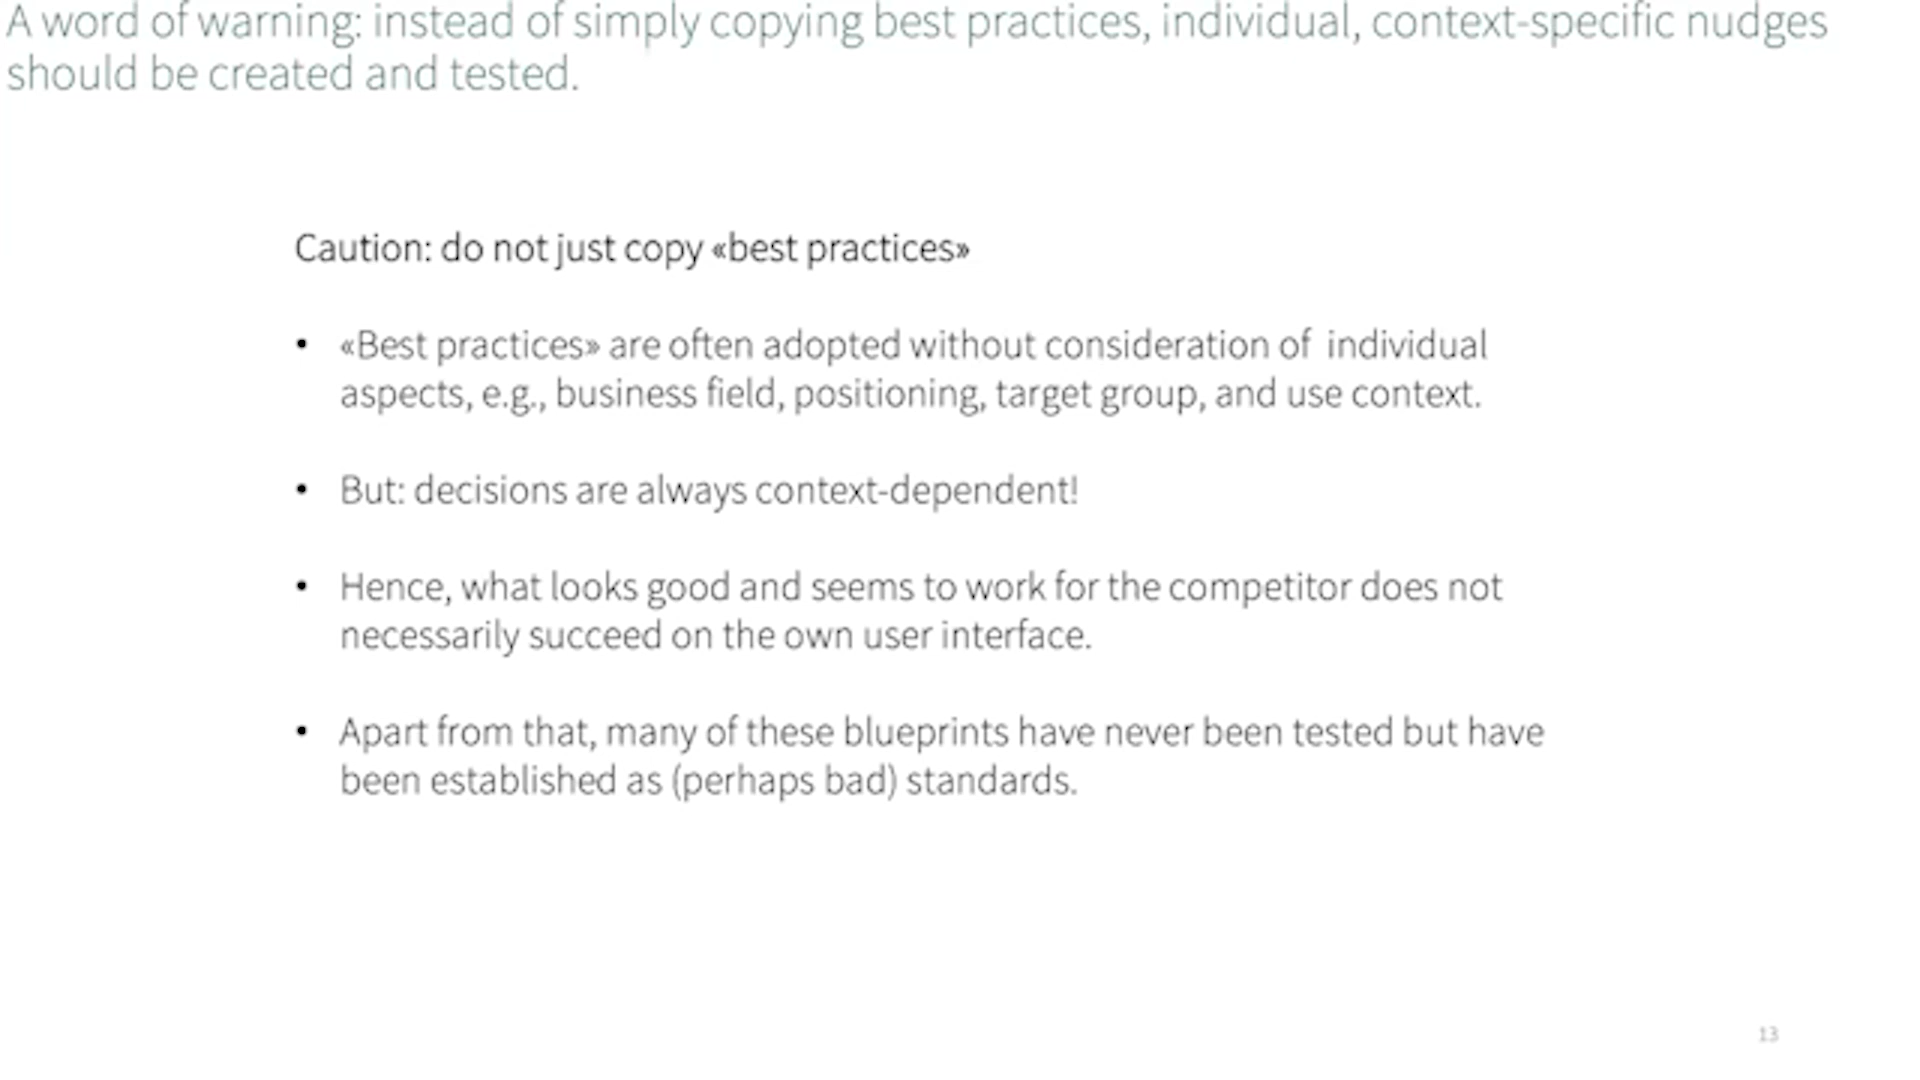 A word of warning: instead of simply copying best practices, individual, context-specific nudges
should be created and tested.
Caution: do not just copy «best practices»
• «Best practices» are often adopted without consideration of individual
aspects, e.g., business field, positioning, target group, and use context.
• But: decisions are always context-dependent!
• Hence, what looks good and seems to work for the competitor does not
necessarily succeed on the own user interface.
• Apart from that, many of these blueprints have never been tested but have
been established as (perhaps bad) standards.
13